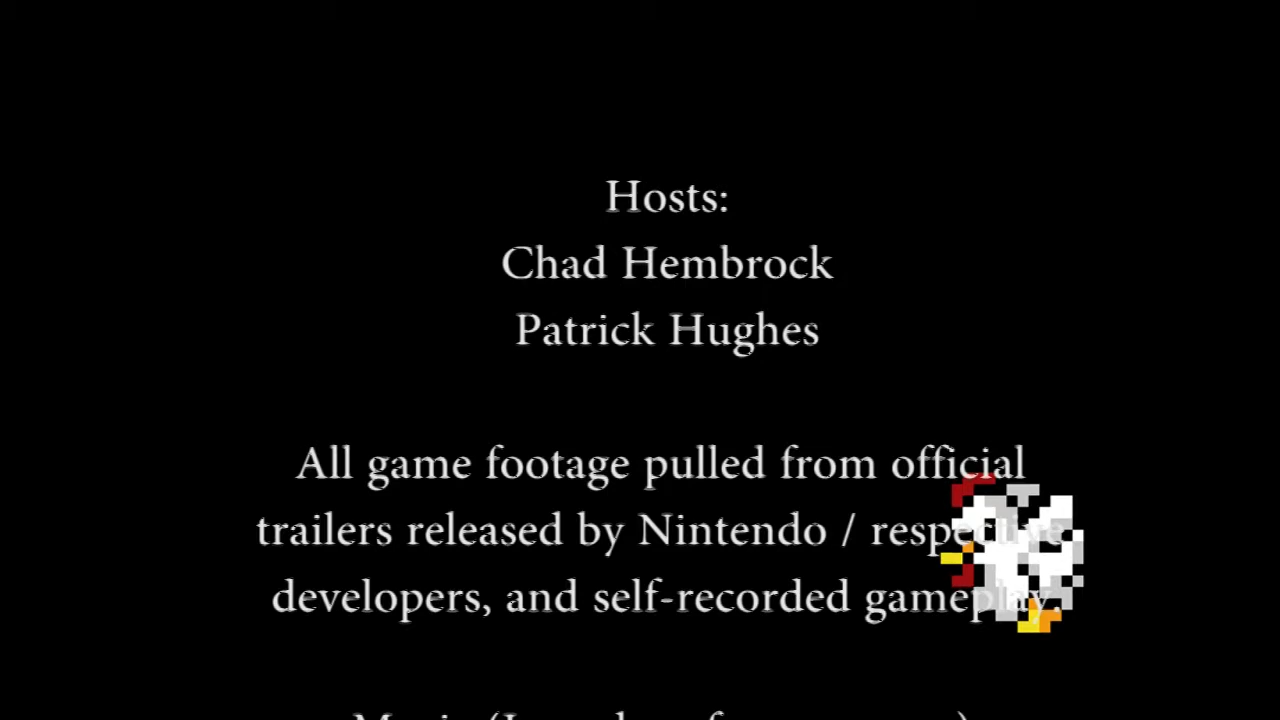 Hosts:
Chad Hembrock
Patrick Hughes
All game footage pulled from official
trailers released by Nintendo / respective
developers, and self-recorded gameplay.